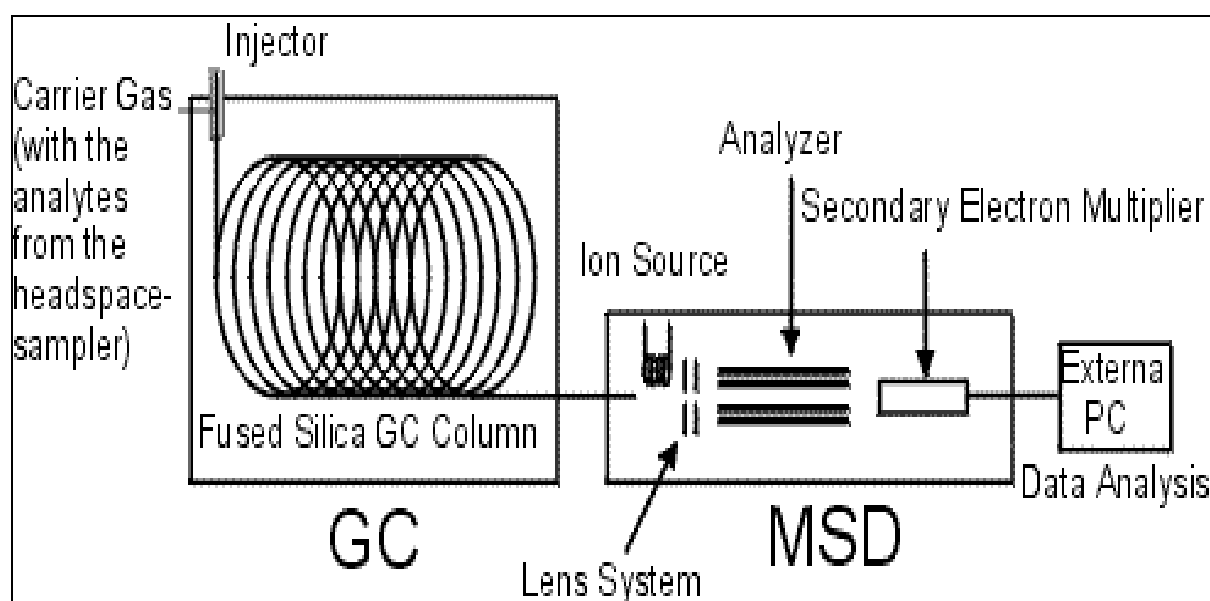 Injector
Carrier Gas
(with the
analytes
from the
headspace-
sampler)
Analyzer
Secondary Electron Multiplier
Ion Source
Fused Silica GC Column
Externa
PC
Data Analysis
GC
MSD
Lens System